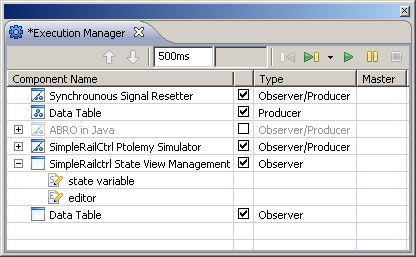 *Execution Manager
500ms
Component Name Type Master
Synchrounous Signal Resetter Observer/Producer
Data Table Producer
ABRO in Java Observer/Producer
SimpleRailCtrl Ptolemy Simulator Observer/Producer
SimpleRailctrl State View Management Observer
state variable
editor
Data Table Observer